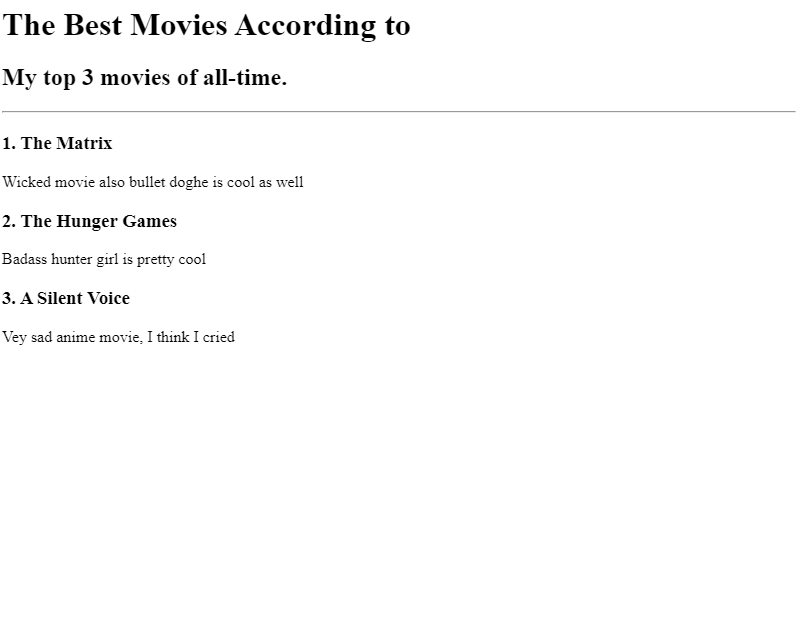 The Best Movies According to
My top 3 movies of all-time.
1. The Matrix
Wicked movie also bullet doghe is cool as well
2. The Hunger Games
Badass hunter girl is pretty cool
3. A Silent Voice
Vey sad anime movie, I think I cried